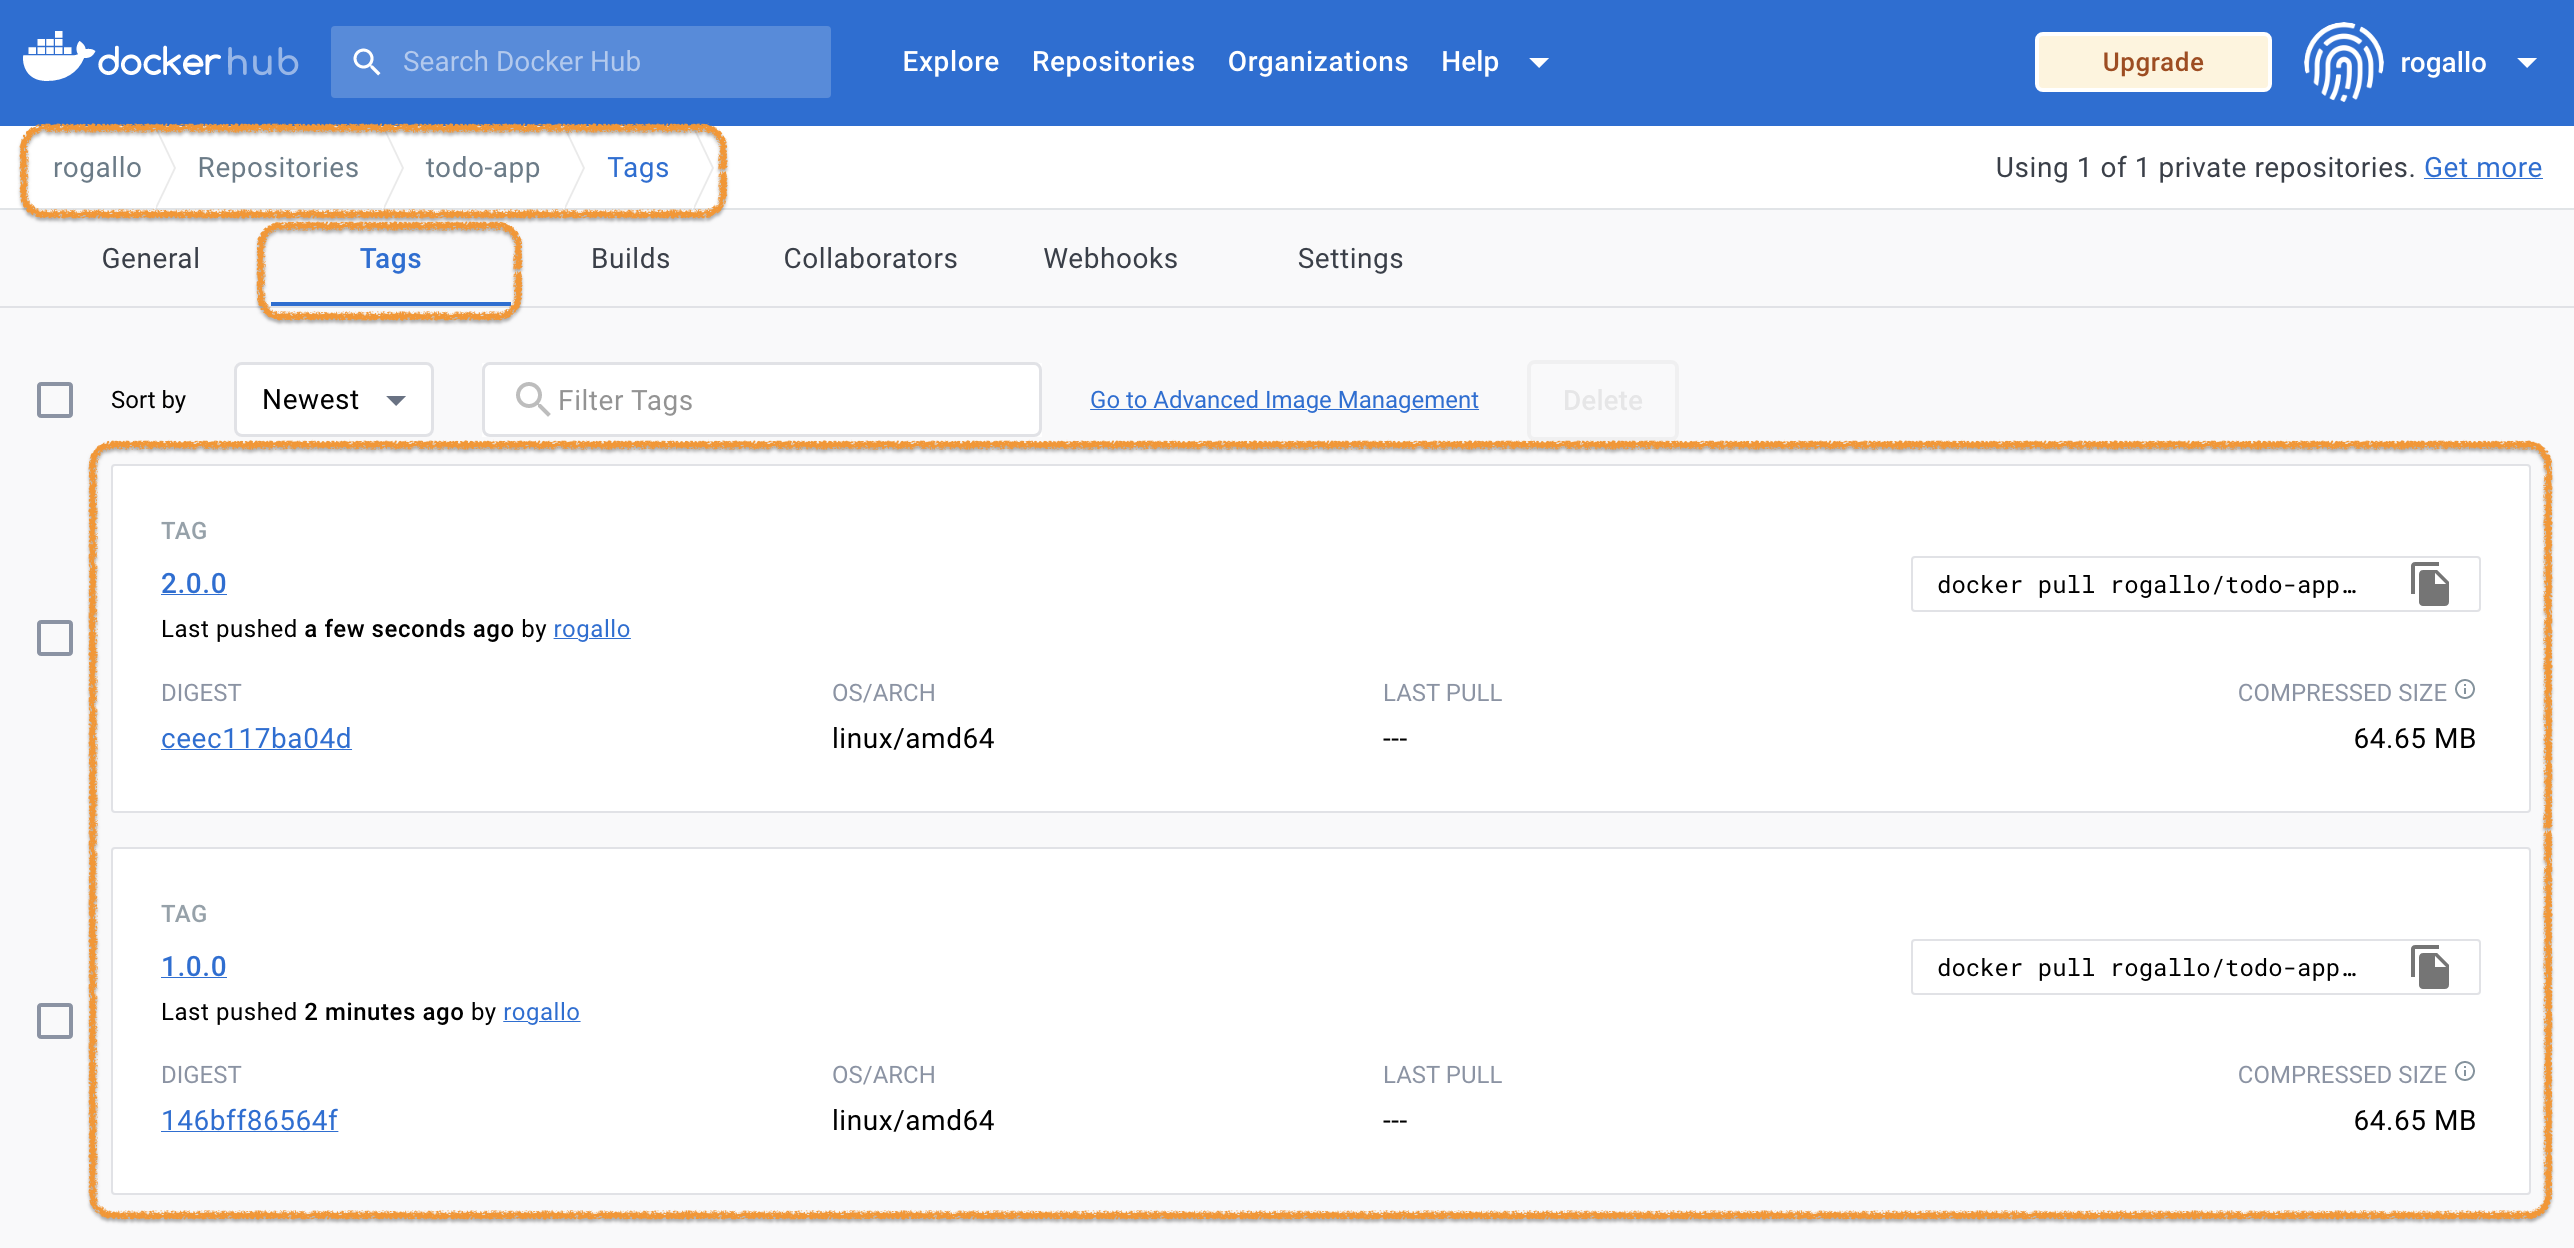 docker hub
Search Docker Hub
Explore Repositories Organizations Help
Upgrade
rogallo
rogallo Repositories todo-app Tags
Using 1 of 1 private repositories. Get more
General Tags Builds Collaborators Webhooks Settings
Sort by Newest Filter Tags Go to Advanced Image Management Delete
TAG
2.0.0
docker pull rogallo/todo-app…
Last pushed a few seconds ago by rogallo
DIGEST OS/ARCH LAST PULL COMPRESSED SIZE
ceec117ba04d linux/amd64 --- 64.65 MB
TAG
1.0.0
docker pull rogallo/todo-app…
Last pushed 2 minutes ago by rogallo
DIGEST OS/ARCH LAST PULL COMPRESSED SIZE
146bff86564f linux/amd64 --- 64.65 MB